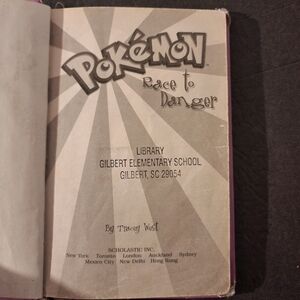 POKéMON
Race to
Danger
LIBRARY
GILBERT ELEMENTARY SCHOOL
GILBERT, SC 29054
By Tracey West
SCHOLASTIC INC.
New York Toronto London Auckland Sydney
Mexico City New Delhi Hong Kong